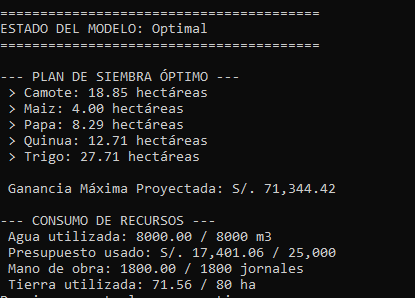 ========================================
ESTADO DEL MODELO: Optimal
========================================
--- PLAN DE SIEMBRA ÓPTIMO ---
> Camote: 18.85 hectáreas
> Maiz: 4.00 hectáreas
> Papa: 8.29 hectáreas
> Quinua: 12.71 hectáreas
> Trigo: 27.71 hectáreas
Ganancia Máxima Proyectada: S/. 71,344.42
--- CONSUMO DE RECURSOS ---
Agua utilizada: 8000.00 / 8000 m3
Presupuesto usado: S/. 17,401.06 / 25,000
Mano de obra: 1800.00 / 1800 jornales
Tierra utilizada: 71.56 / 80 ha